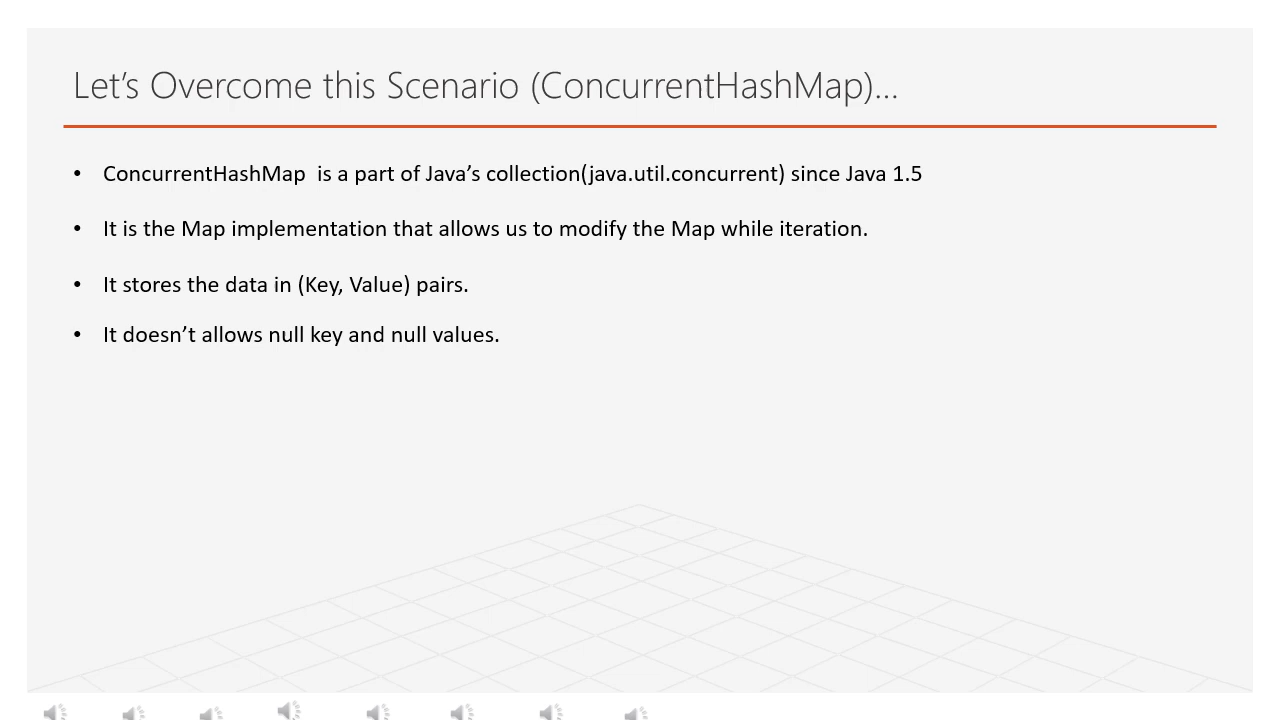 Let’s Overcome this Scenario (ConcurrentHashMap)...
• ConcurrentHashMap  is a part of Java’s collection(java.util.concurrent) since Java 1.5
• It is the Map implementation that allows us to modify the Map while iteration.
• It stores the data in (Key, Value) pairs.
• It doesn’t allows null key and null values.